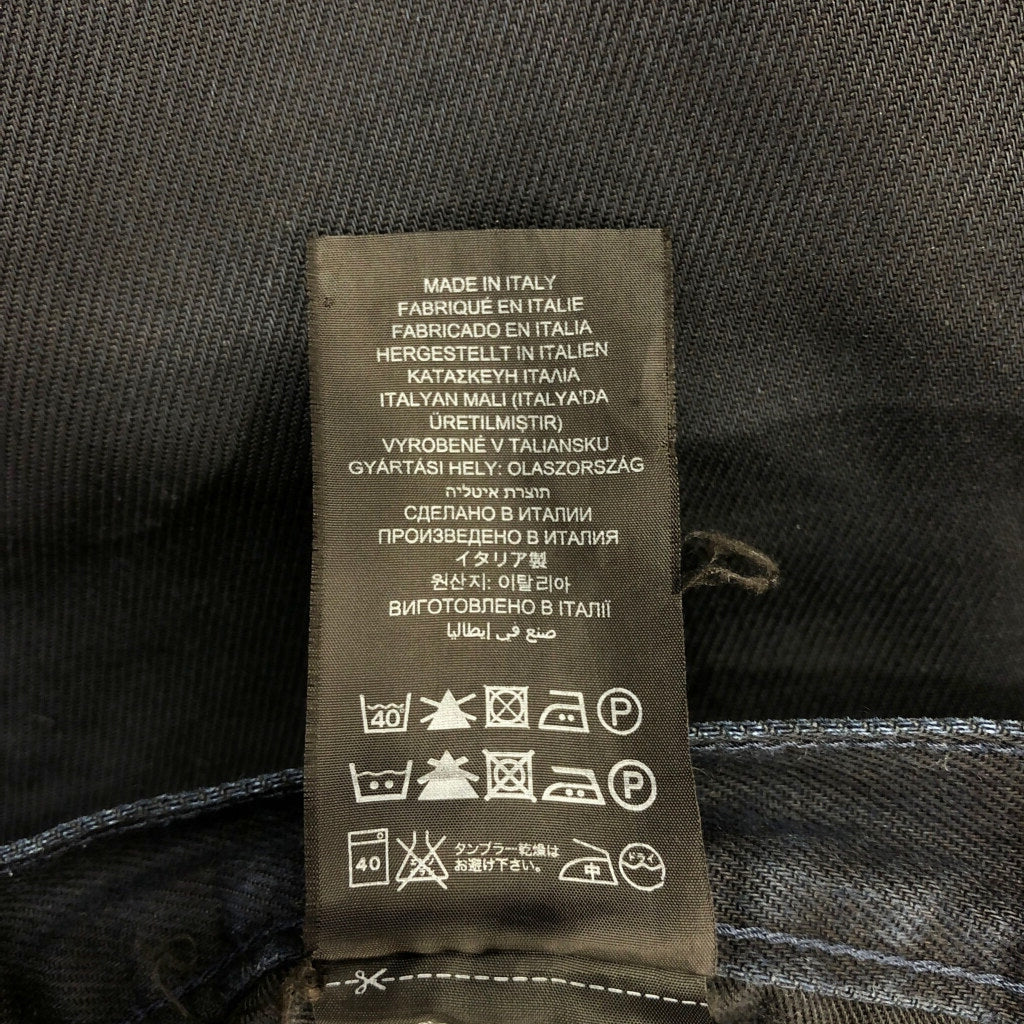 MADE IN ITALY
FABRIQUÉ EN ITALIE
FABRICADO EN ITALIA
HERGESTELLT IN ITALIEN
ΚΑΤΑΣΚΕΥΗ ΙΤΑΛΙΑ
ITALYAN MALI (ITALYA'DA
ÜRETILMIŞTIR)
VYROBENÉ V TALIANSKU
GYÁRTÁSI HELY: OLASZORSZÁG
תוצרת איטליה
СДЕЛАНО В ИТАЛИИ
ПРОИЗВЕДЕНО В ИТАЛИЯ
イタリア製
원산지: 이탈리아
ВИГОТОВЛЕНО В ІТАЛІЇ
صنع في إيطاليا
40 P
P
40 タンブラー乾燥は
お避け下さい。 中 ドライ